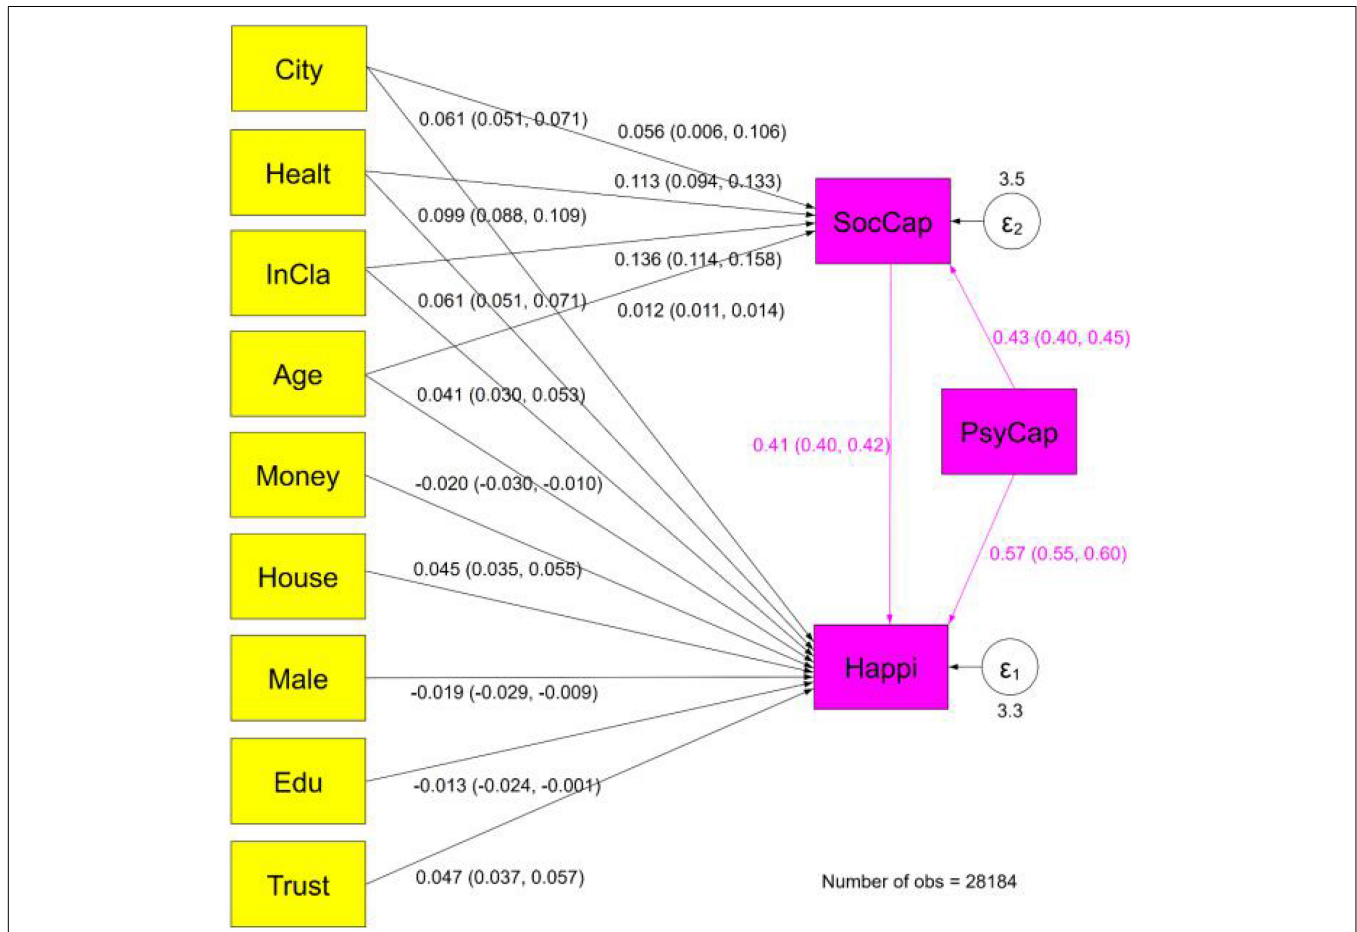 City
0.061 (0.051, 0.071)
0.056 (0.006, 0.106)
Healt
0.113 (0.094, 0.133)
3.5
0.099 (0.088, 0.109)
SocCap
ε2
InCla
0.136 (0.114, 0.158)
0.061 (0.051, 0.071)
0.012 (0.011, 0.014)
0.43 (0.40, 0.45)
Age
0.041 (0.030, 0.053)
PsyCap
0.41 (0.40, 0.42)
Money
-0.020 (-0.030, -0.010)
0.57 (0.55, 0.60)
House
0.045 (0.035, 0.055)
Happi
ε1
Male
-0.019 (-0.029, -0.009)
3.3
Edu
-0.013 (-0.024, -0.001)
Trust
0.047 (0.037, 0.057)
Number of obs = 28184